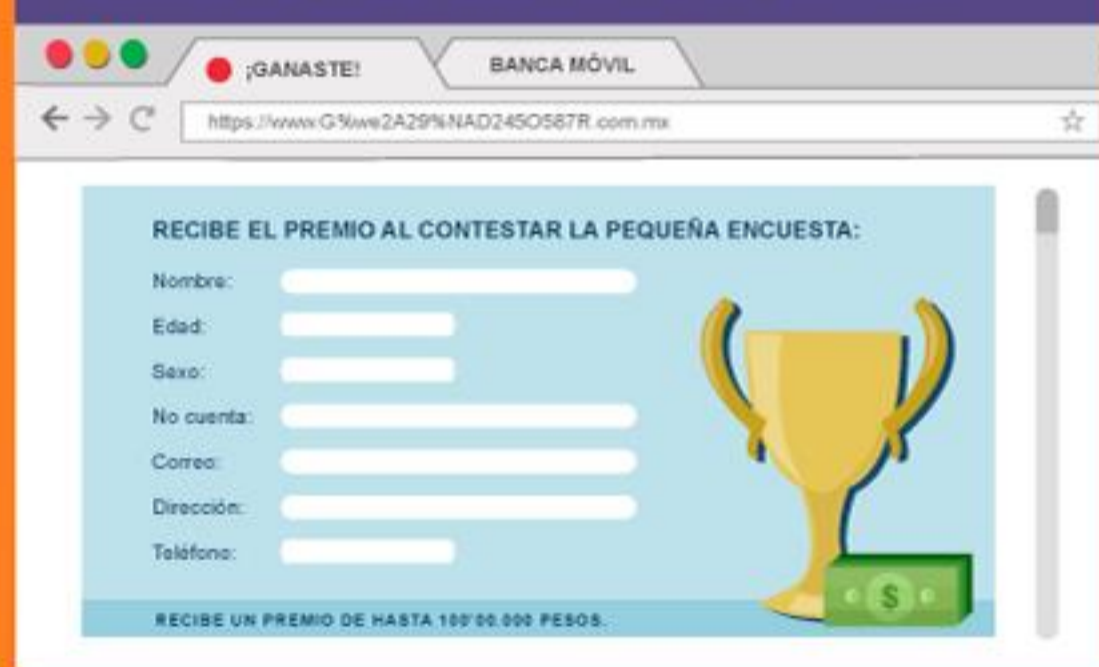 ¡GANASTE!
BANCA MÓVIL
https://www.G%we2A29%NAD245O587R.com.mx
RECIBE EL PREMIO AL CONTESTAR LA PEQUEÑA ENCUESTA:
Nombre:
Edad:
Sexo:
No cuenta:
Correo:
Dirección:
Teléfono:
$
RECIBE UN PREMIO DE HASTA 100'00.000 PESOS.